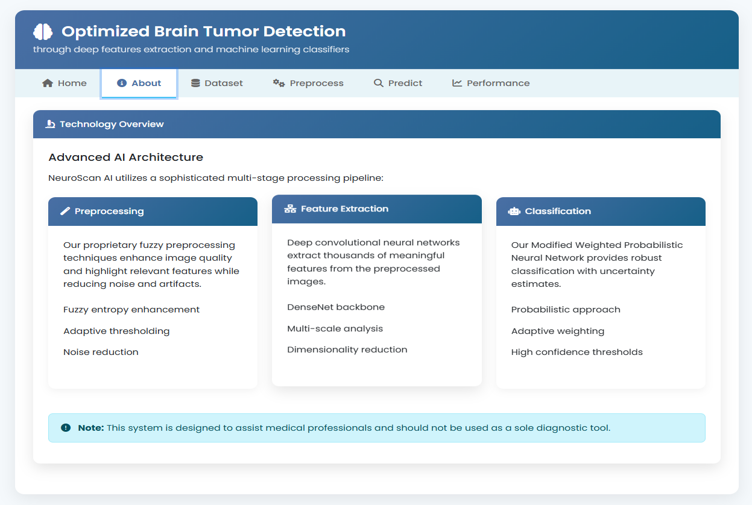 Optimized Brain Tumor Detection
through deep features extraction and machine learning classifiers
Home
About
Dataset
Preprocess
Predict
Performance
Technology Overview
Advanced AI Architecture
NeuroScan AI utilizes a sophisticated multi-stage processing pipeline:
Preprocessing
Our proprietary fuzzy preprocessing
techniques enhance image quality
and highlight relevant features while
reducing noise and artifacts.
Fuzzy entropy enhancement
Adaptive thresholding
Noise reduction
Feature Extraction
Deep convolutional neural networks
extract thousands of meaningful
features from the preprocessed
images.
DenseNet backbone
Multi-scale analysis
Dimensionality reduction
Classification
Our Modified Weighted Probabilistic
Neural Network provides robust
classification with uncertainty
estimates.
Probabilistic approach
Adaptive weighting
High confidence thresholds
Note: This system is designed to assist medical professionals and should not be used as a sole diagnostic tool.